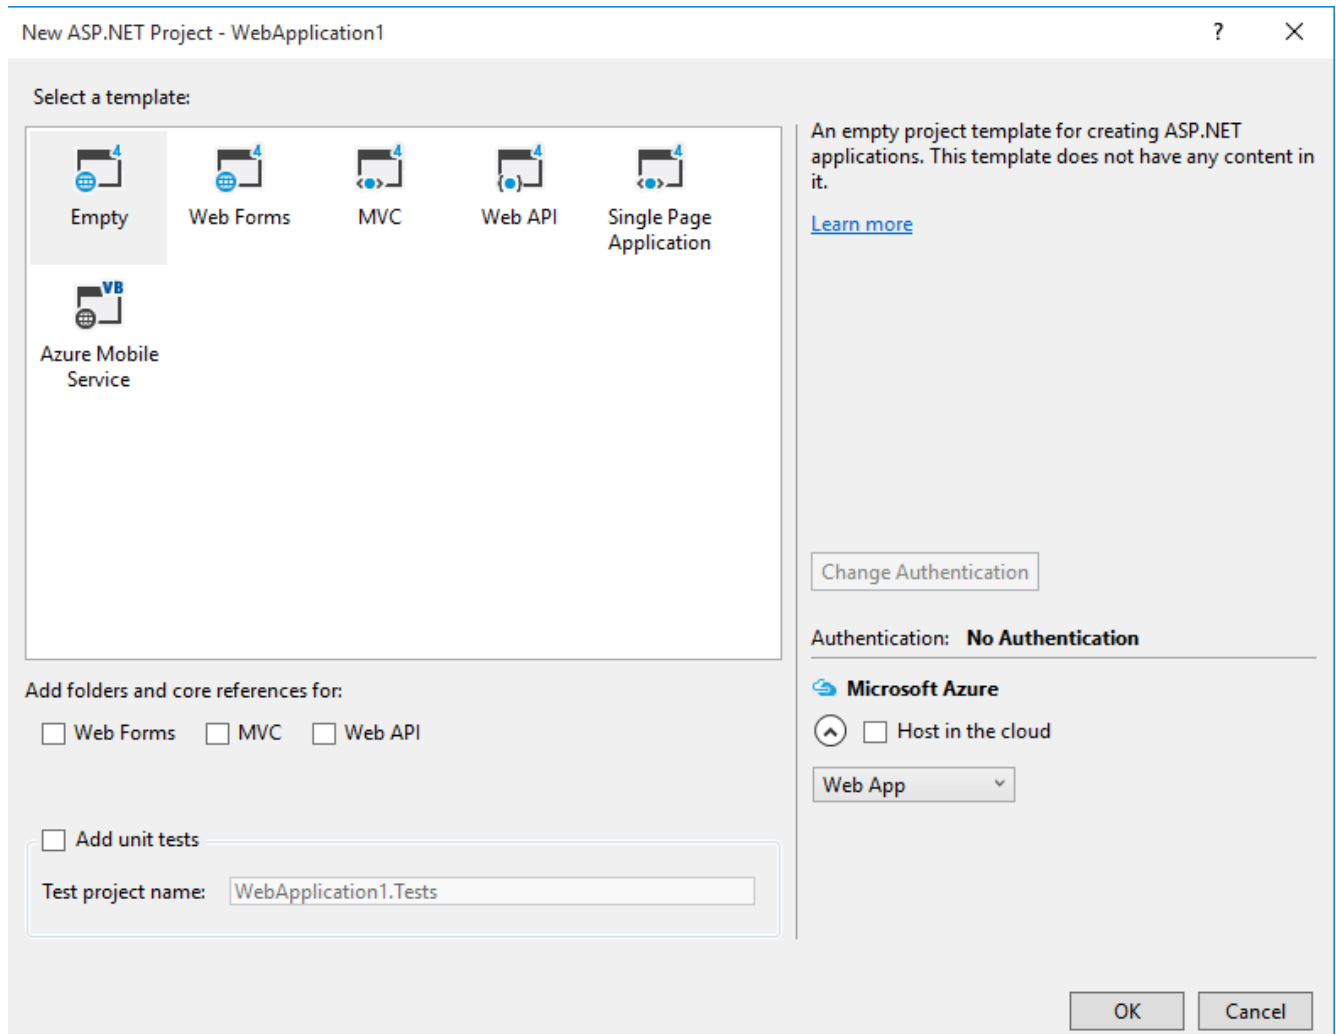 New ASP.NET Project - WebApplication1
?
Select a template:
4
Empty
4
Web Forms
4
MVC
4
Web API
4
Single Page
Application
VB
Azure Mobile
Service
An empty project template for creating ASP.NET
applications. This template does not have any content in
it.
Learn more
Change Authentication
Authentication: No Authentication
Microsoft Azure
Host in the cloud
Web App
Add folders and core references for:
Web Forms
MVC
Web API
Add unit tests
Test project name: WebApplication1.Tests
OK
Cancel